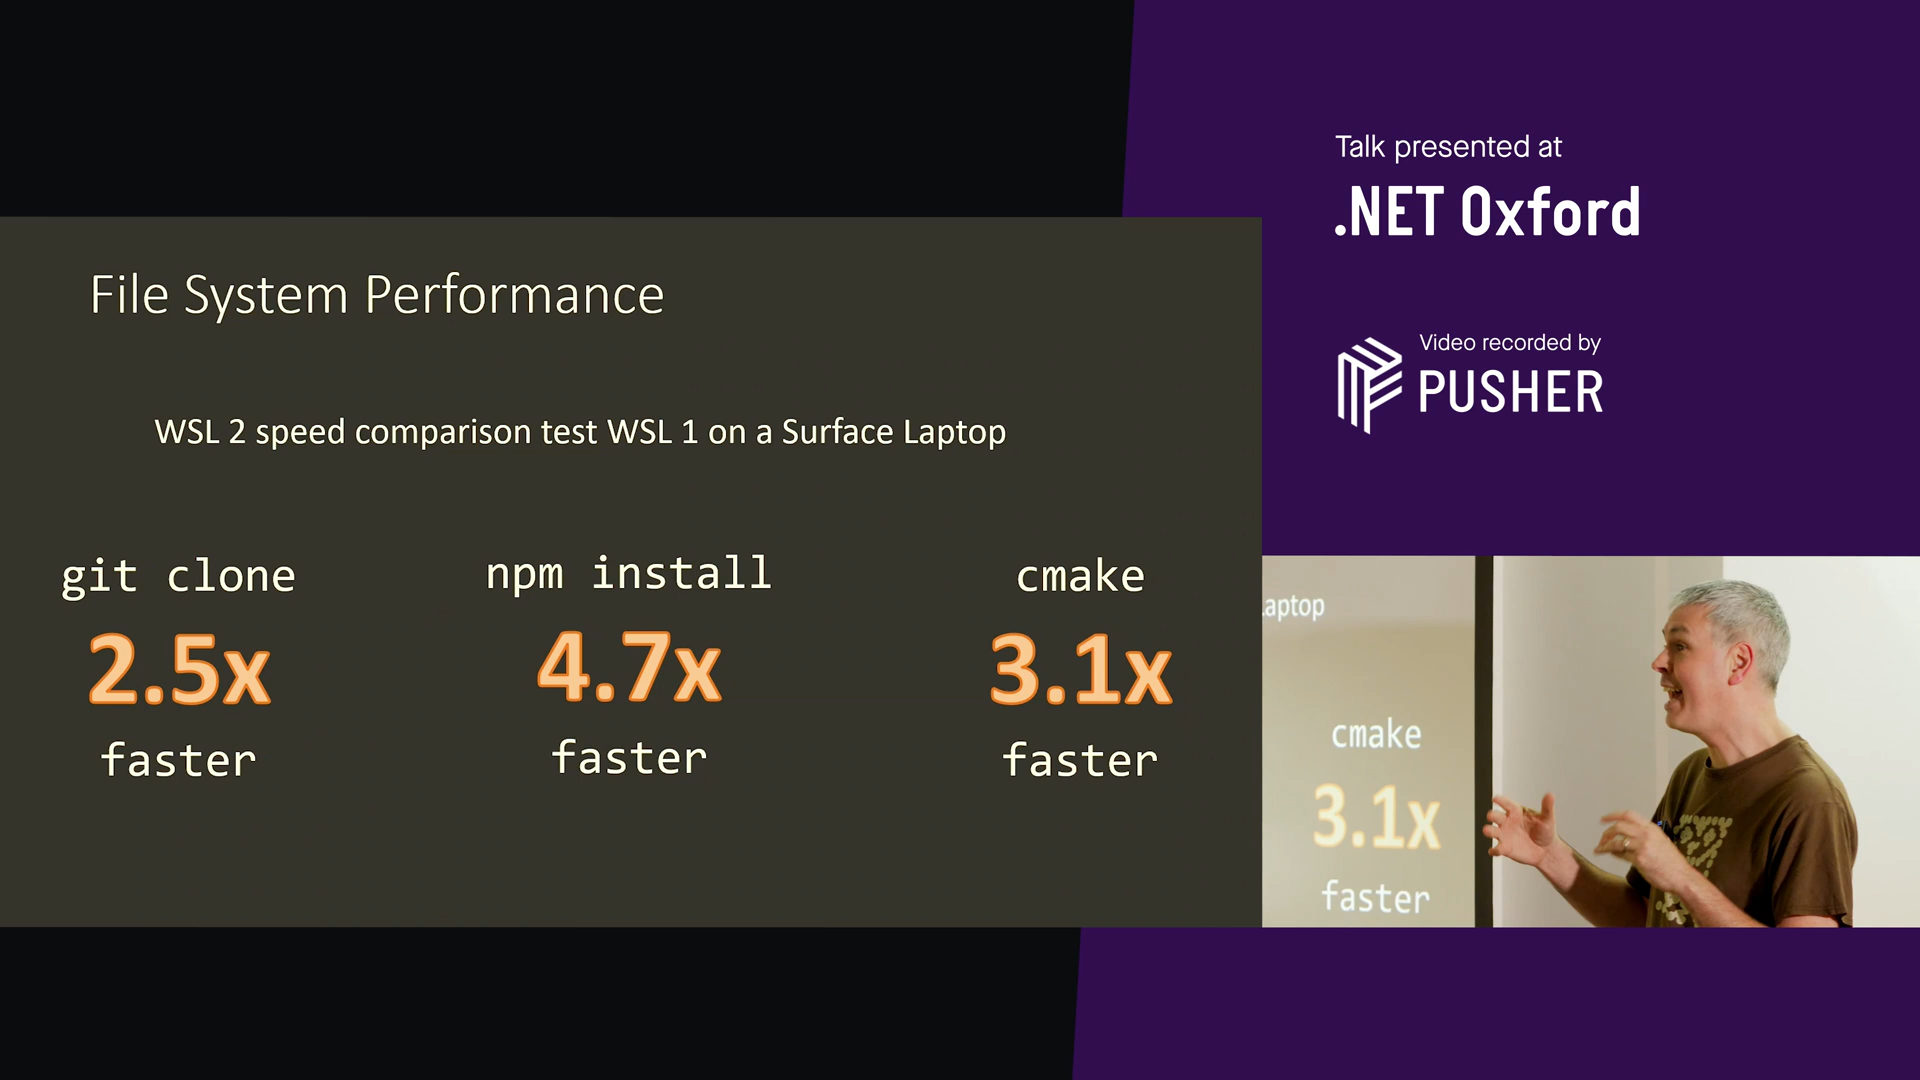 Talk presented at
.NET Oxford
Video recorded by
PUSHER
File System Performance
WSL 2 speed comparison test WSL 1 on a Surface Laptop
git clone
2.5x
faster
npm install
4.7x
faster
cmake
3.1x
faster
aptop
cmake
3.1x
faster